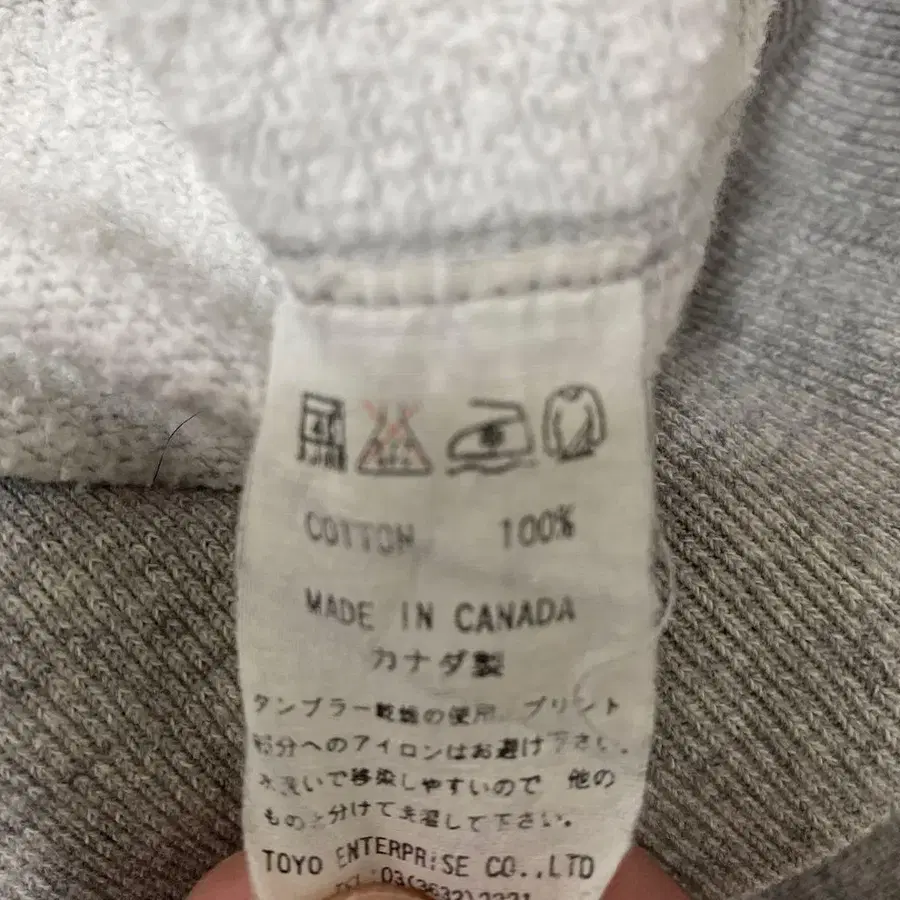 COTTON 100%
MADE IN CANADA
カナダ製
タンブラー乾燥の使用、プリント
部分へのアイロンはお避け下さい。
水洗いで移染しやすいので 他の
ものと分けて洗濯して下さい。
TOYO ENTERPRISE CO.,LTD